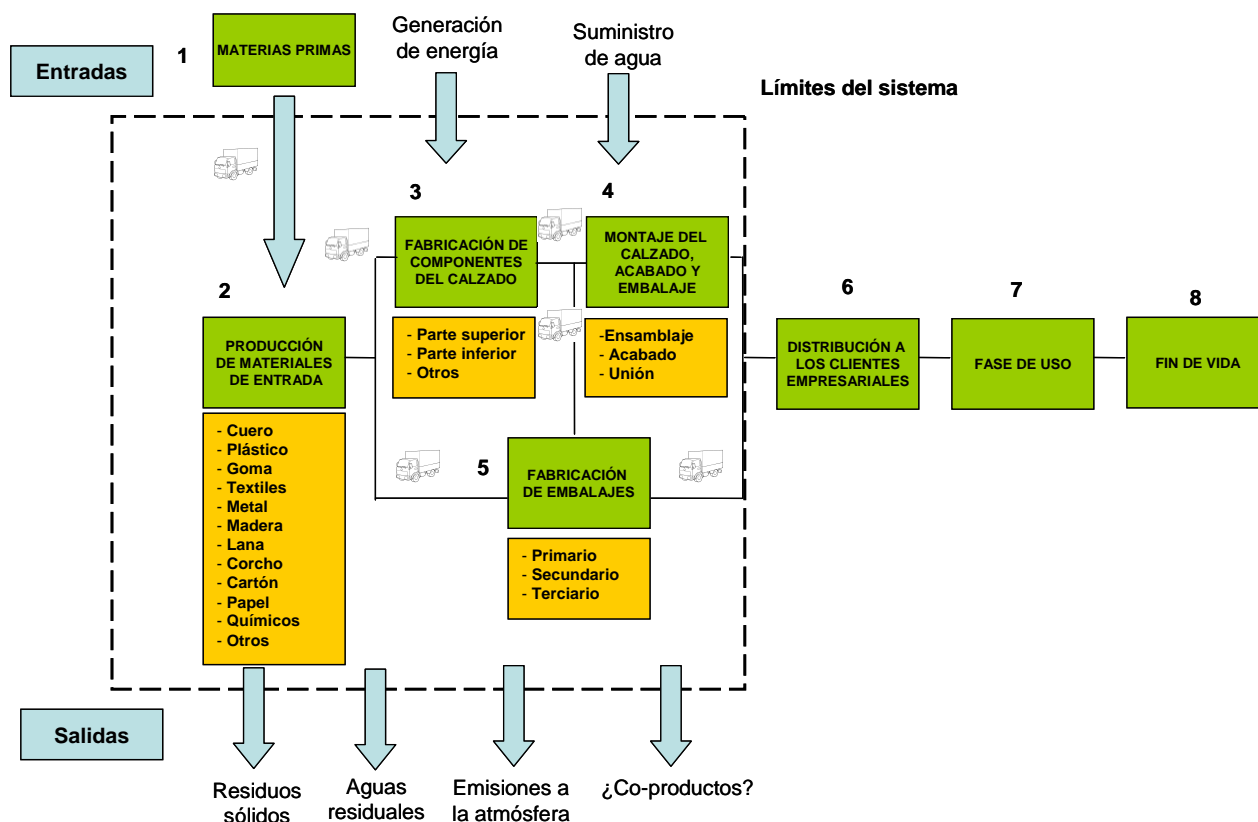 Entradas
1
MATERIAS PRIMAS
Generación
de energía
Suministro
de agua
Límites del sistema
3
FABRICACIÓN DE
COMPONENTES
DEL CALZADO
- Parte superior
- Parte inferior
- Otros
4
MONTAJE DEL
CALZADO,
ACABADO Y
EMBALAJE
-Ensamblaje
- Acabado
- Unión
2
PRODUCCIÓN
DE MATERIALES
DE ENTRADA
- Cuero
- Plástico
- Goma
- Textiles
- Metal
- Madera
- Lana
- Corcho
- Cartón
- Papel
- Químicos
- Otros
5
FABRICACIÓN
DE EMBALAJES
- Primario
- Secundario
- Terciario
6
DISTRIBUCIÓN A
LOS CLIENTES
EMPRESARIALES
7
FASE DE USO
8
FIN DE VIDA
Salidas
Residuos
sólidos
Aguas
residuales
Emisiones a
la atmósfera
¿Co-productos?